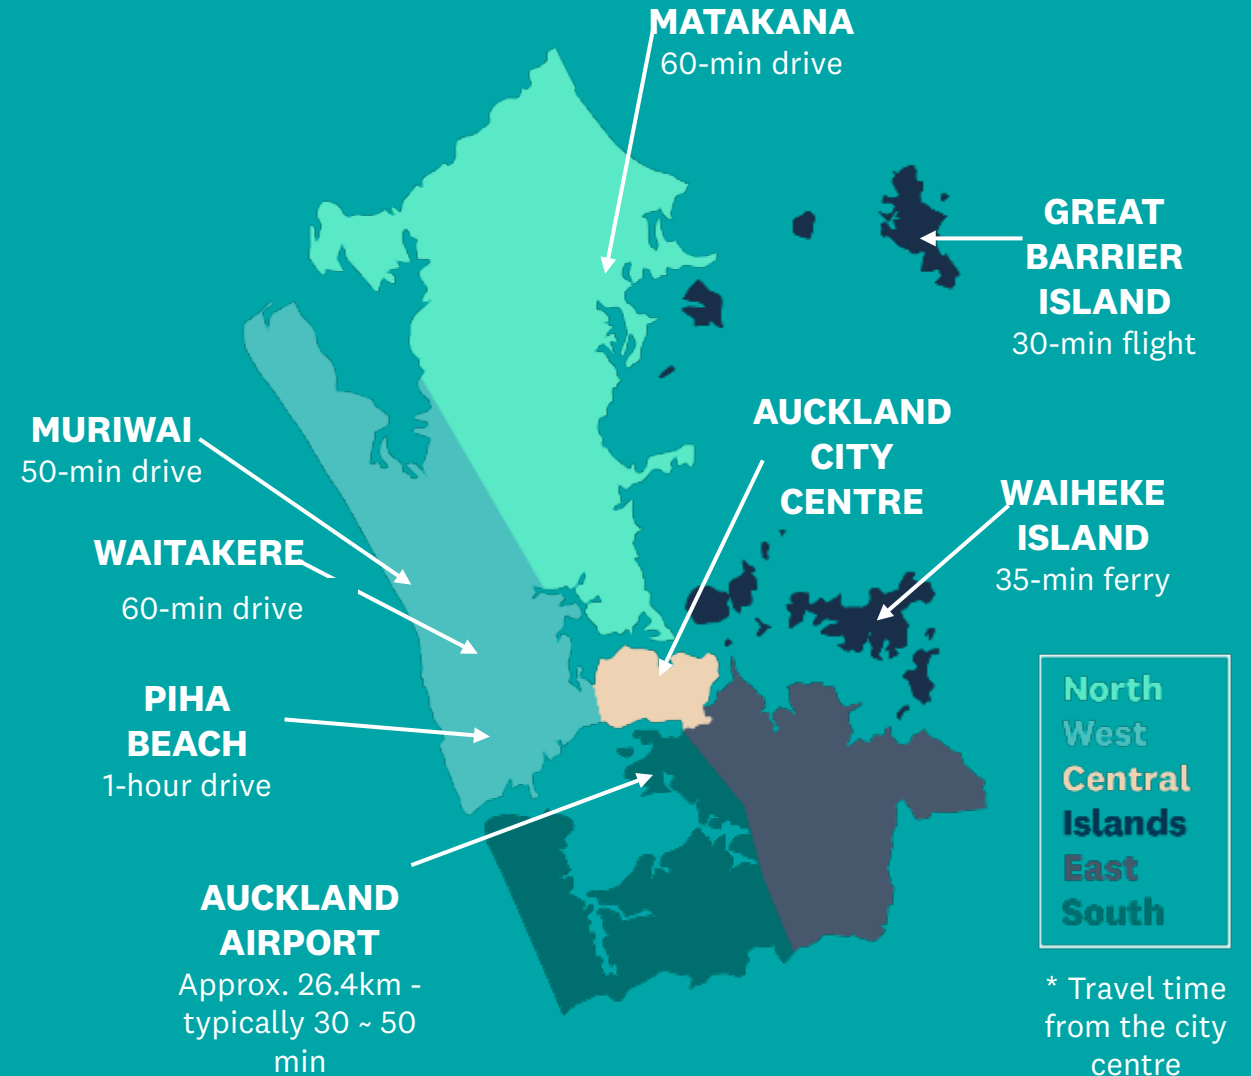 MATAKANA
60-min drive
GREAT
BARRIER
ISLAND
30-min flight
AUCKLAND
CITY
CENTRE
MURIWAI
50-min drive
WAIHEKE
ISLAND
35-min ferry
WAITAKERE
60-min drive
PIHA
BEACH
1-hour drive
North
West
Central
Islands
East
South
AUCKLAND
AIRPORT
Approx. 26.4km -
typically 30 ~ 50
min
* Travel time
from the city
centre